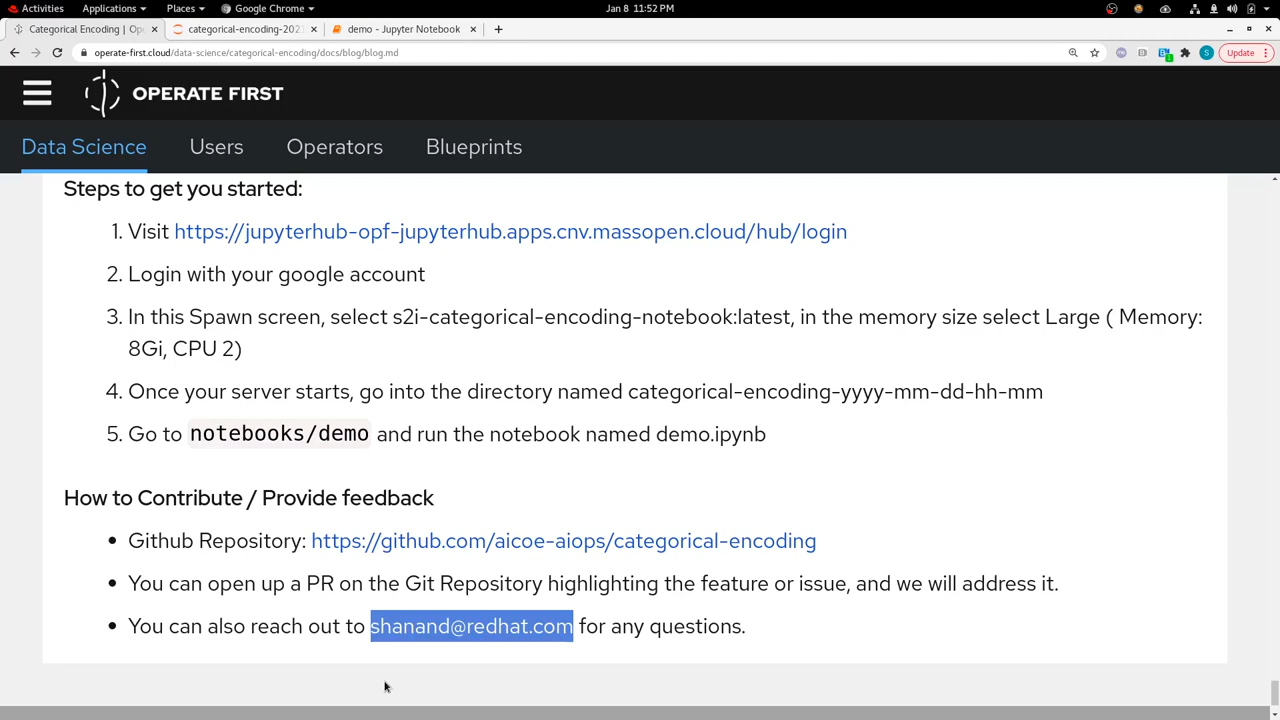 Activities Applications Places Google Chrome Jan 8 11:52 PM
Categorical Encoding | Op categorical-encoding-202 demo - Jupyter Notebook
operate-first.cloud/data-science/categorical-encoding/docs/blog/blog.md Update
OPERATE FIRST
Data Science Users Operators Blueprints
Steps to get you started:
1. Visit https://jupyterhub-opf-jupyterhub.apps.cnv.massopen.cloud/hub/login
2. Login with your google account
3. In this Spawn screen, select s2i-categorical-encoding-notebook:latest, in the memory size select Large ( Memory:
8Gi, CPU 2)
4. Once your server starts, go into the directory named categorical-encoding-yyyy-mm-dd-hh-mm
5. Go to notebooks/demo and run the notebook named demo.ipynb
How to Contribute / Provide feedback
• Github Repository: https://github.com/aicoe-aiops/categorical-encoding
• You can open up a PR on the Git Repository highlighting the feature or issue, and we will address it.
• You can also reach out to shanand@redhat.com for any questions.